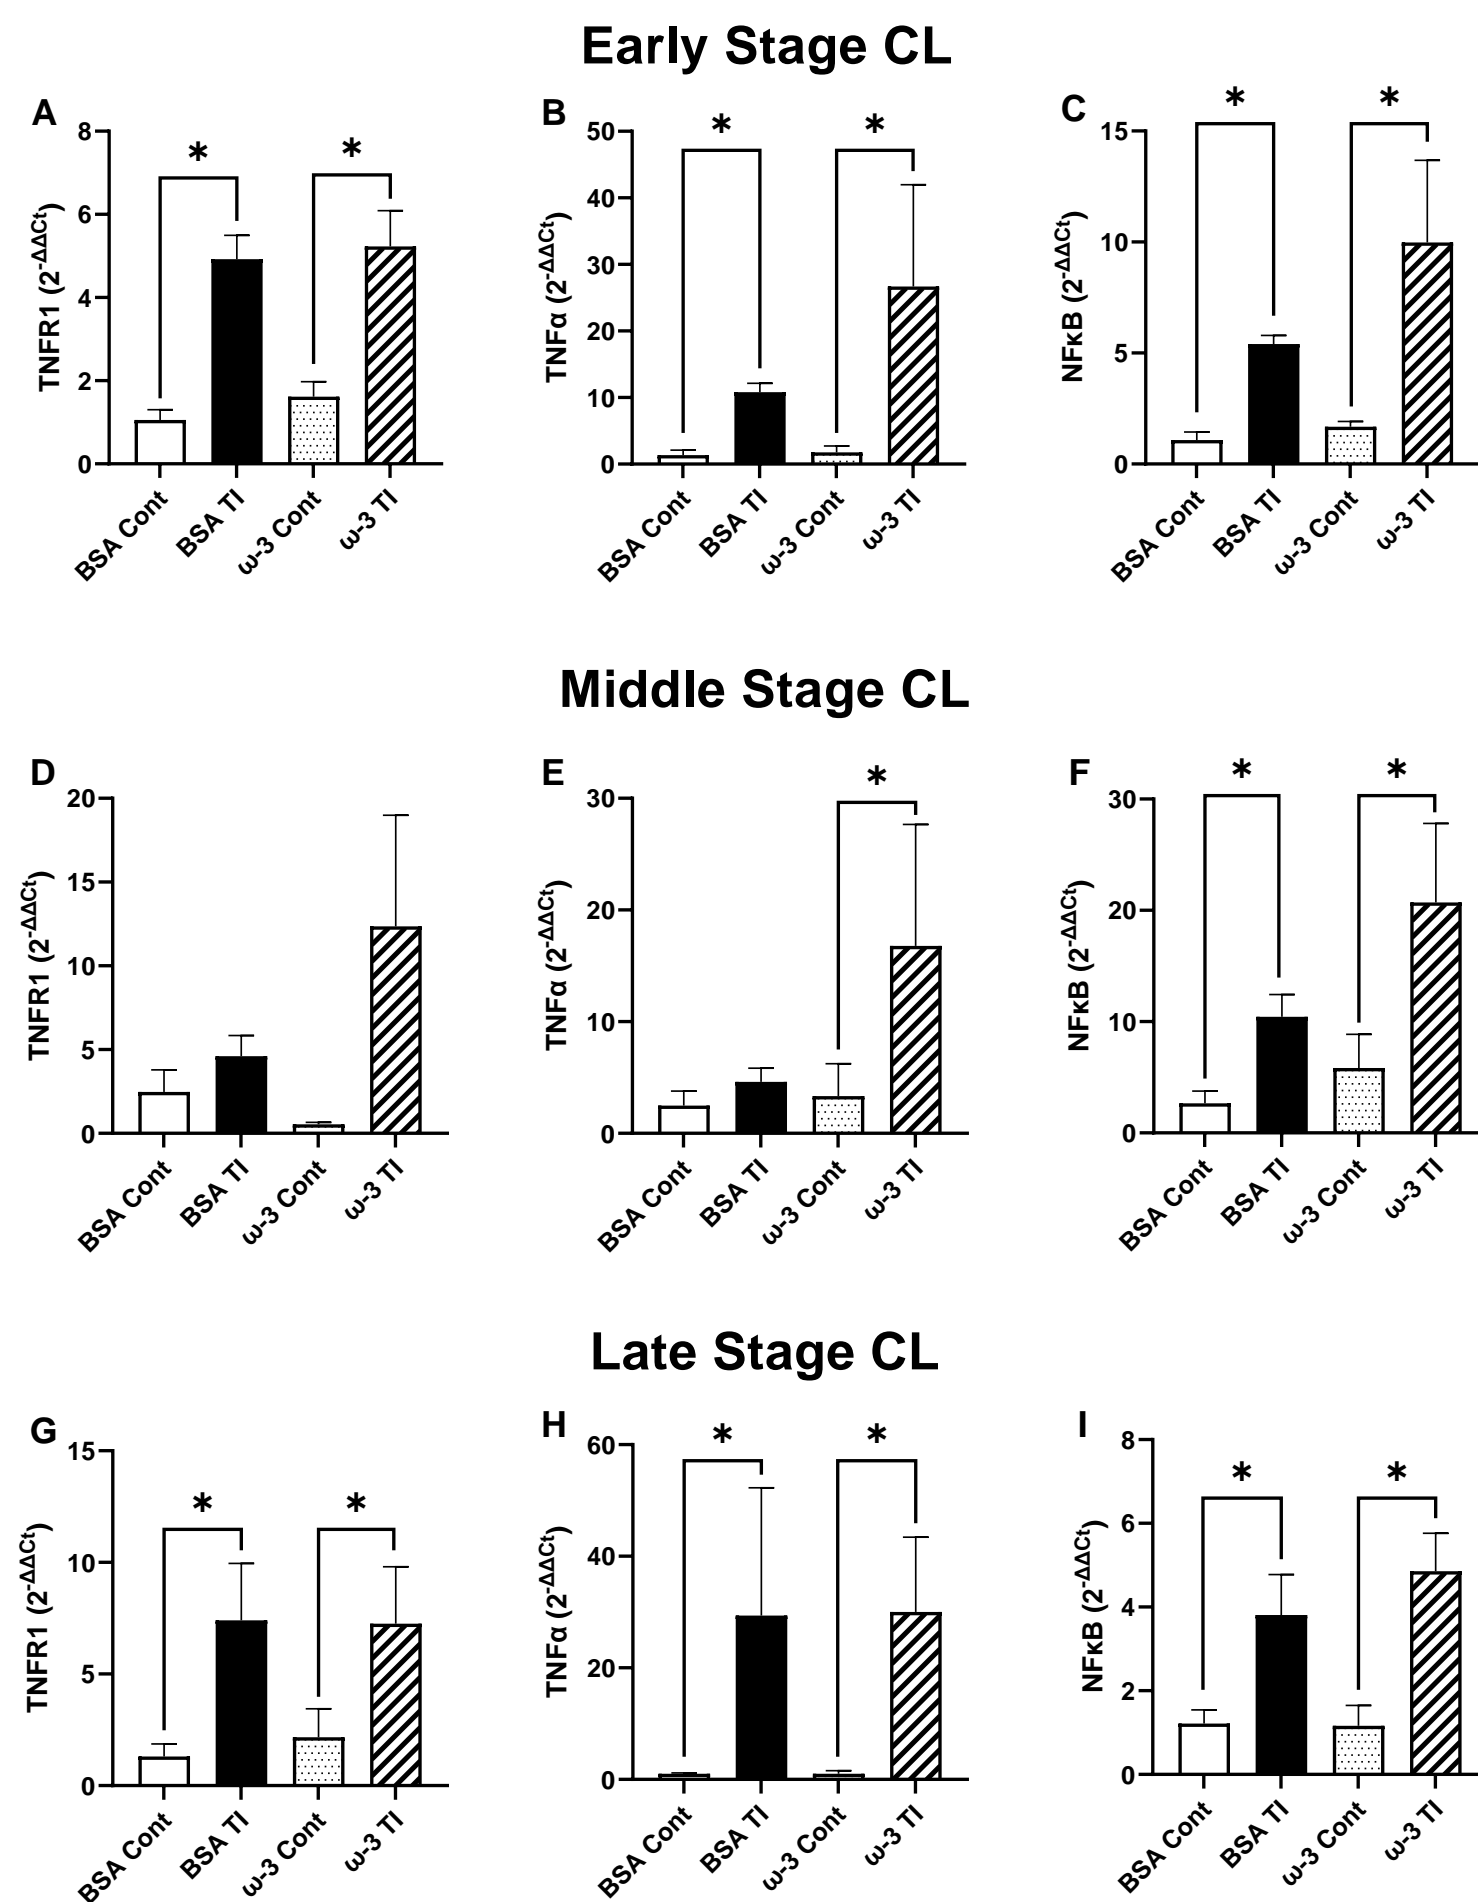 Early Stage CL
A
TNFR1 (2-ΔΔCt)
8
6
4
2
0
BSA Cont
BSA TI
ω-3 Cont
ω-3 TI
*
*
B
TNFα (2-ΔΔCt)
50
40
30
20
10
0
BSA Cont
BSA TI
ω-3 Cont
ω-3 TI
*
*
C
NFκB (2-ΔΔCt)
15
10
5
0
BSA Cont
BSA TI
ω-3 Cont
ω-3 TI
*
*
Middle Stage CL
D
TNFR1 (2-ΔΔCt)
20
15
10
5
0
BSA Cont
BSA TI
ω-3 Cont
ω-3 TI
E
TNFα (2-ΔΔCt)
30
20
10
0
BSA Cont
BSA TI
ω-3 Cont
ω-3 TI
*
F
NFκB (2-ΔΔCt)
30
20
10
0
BSA Cont
BSA TI
ω-3 Cont
ω-3 TI
*
*
Late Stage CL
G
TNFR1 (2-ΔΔCt)
15
10
5
0
BSA Cont
BSA TI
ω-3 Cont
ω-3 TI
*
*
H
TNFα (2-ΔΔCt)
60
40
20
0
BSA Cont
BSA TI
ω-3 Cont
ω-3 TI
*
*
I
NFκB (2-ΔΔCt)
8
6
4
2
0
BSA Cont
BSA TI
ω-3 Cont
ω-3 TI
*
*